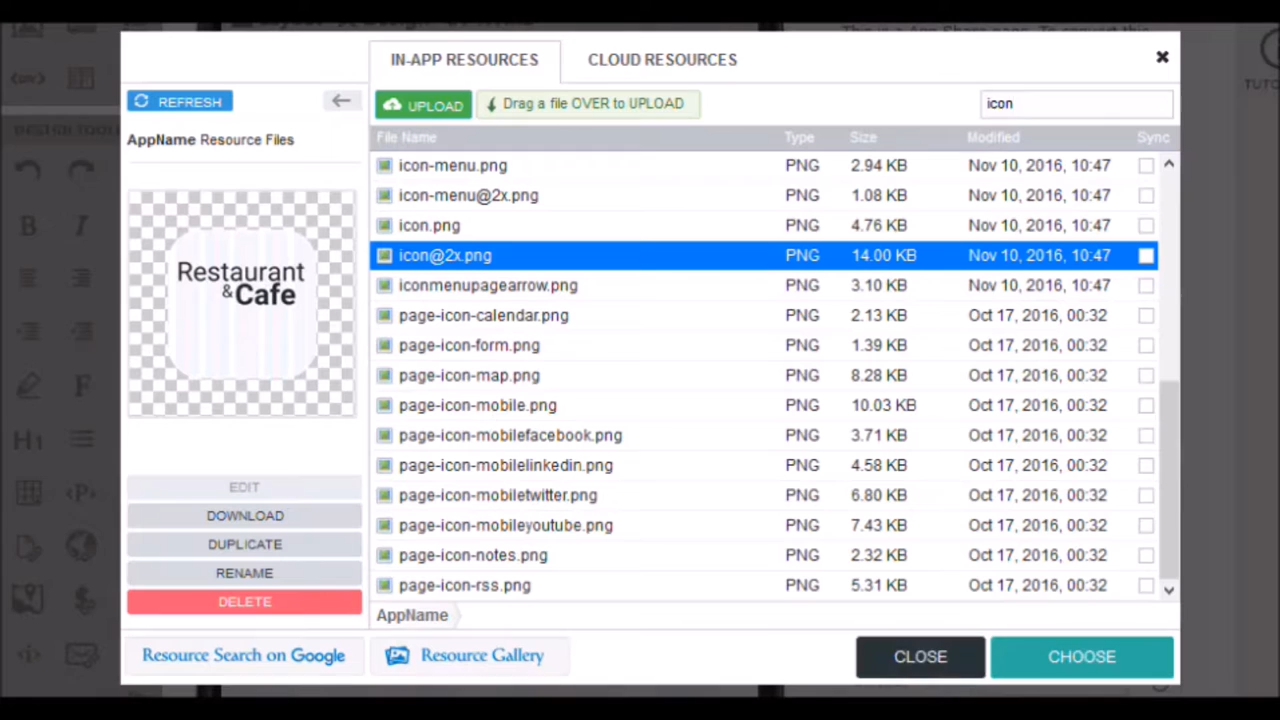 IN-APP RESOURCES CLOUD RESOURCES
REFRESH
UPLOAD Drag a file OVER to UPLOAD icon
AppName Resource Files
File Name Type Size Modified Sync
icon-menu.png PNG 2.94 KB Nov 10, 2016, 10:47
icon-menu@2x.png PNG 1.08 KB Nov 10, 2016, 10:47
icon.png PNG 4.76 KB Nov 10, 2016, 10:47
icon@2x.png PNG 14.00 KB Nov 10, 2016, 10:47
iconmenupagearrow.png PNG 3.10 KB Nov 10, 2016, 10:47
page-icon-calendar.png PNG 2.13 KB Oct 17, 2016, 00:32
page-icon-form.png PNG 1.39 KB Oct 17, 2016, 00:32
page-icon-map.png PNG 8.28 KB Oct 17, 2016, 00:32
page-icon-mobile.png PNG 10.03 KB Oct 17, 2016, 00:32
page-icon-mobilefacebook.png PNG 3.71 KB Oct 17, 2016, 00:32
page-icon-mobilelinkedin.png PNG 4.58 KB Oct 17, 2016, 00:32
page-icon-mobiletwitter.png PNG 6.80 KB Oct 17, 2016, 00:32
page-icon-mobileyoutube.png PNG 7.43 KB Oct 17, 2016, 00:32
page-icon-notes.png PNG 2.32 KB Oct 17, 2016, 00:32
page-icon-rss.png PNG 5.31 KB Oct 17, 2016, 00:32
Restaurant
&Cafe
EDIT
DOWNLOAD
DUPLICATE
RENAME
DELETE
AppName
Resource Search on Google Resource Gallery CLOSE CHOOSE
B I
F
H1
<P>